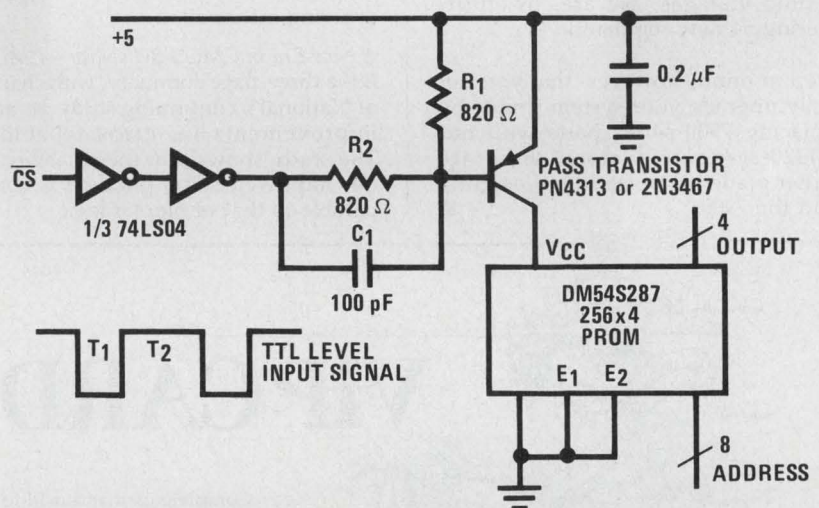 +5
0.2 μF
R1
820 Ω
R2
820 Ω
C1
100 pF
CS
1/3 74LS04
PASS TRANSISTOR
PN4313 or 2N3467
4
OUTPUT
VCC
DM54S287
256x4
PROM
E1 E2
8
ADDRESS
T1 T2
TTL LEVEL
INPUT SIGNAL